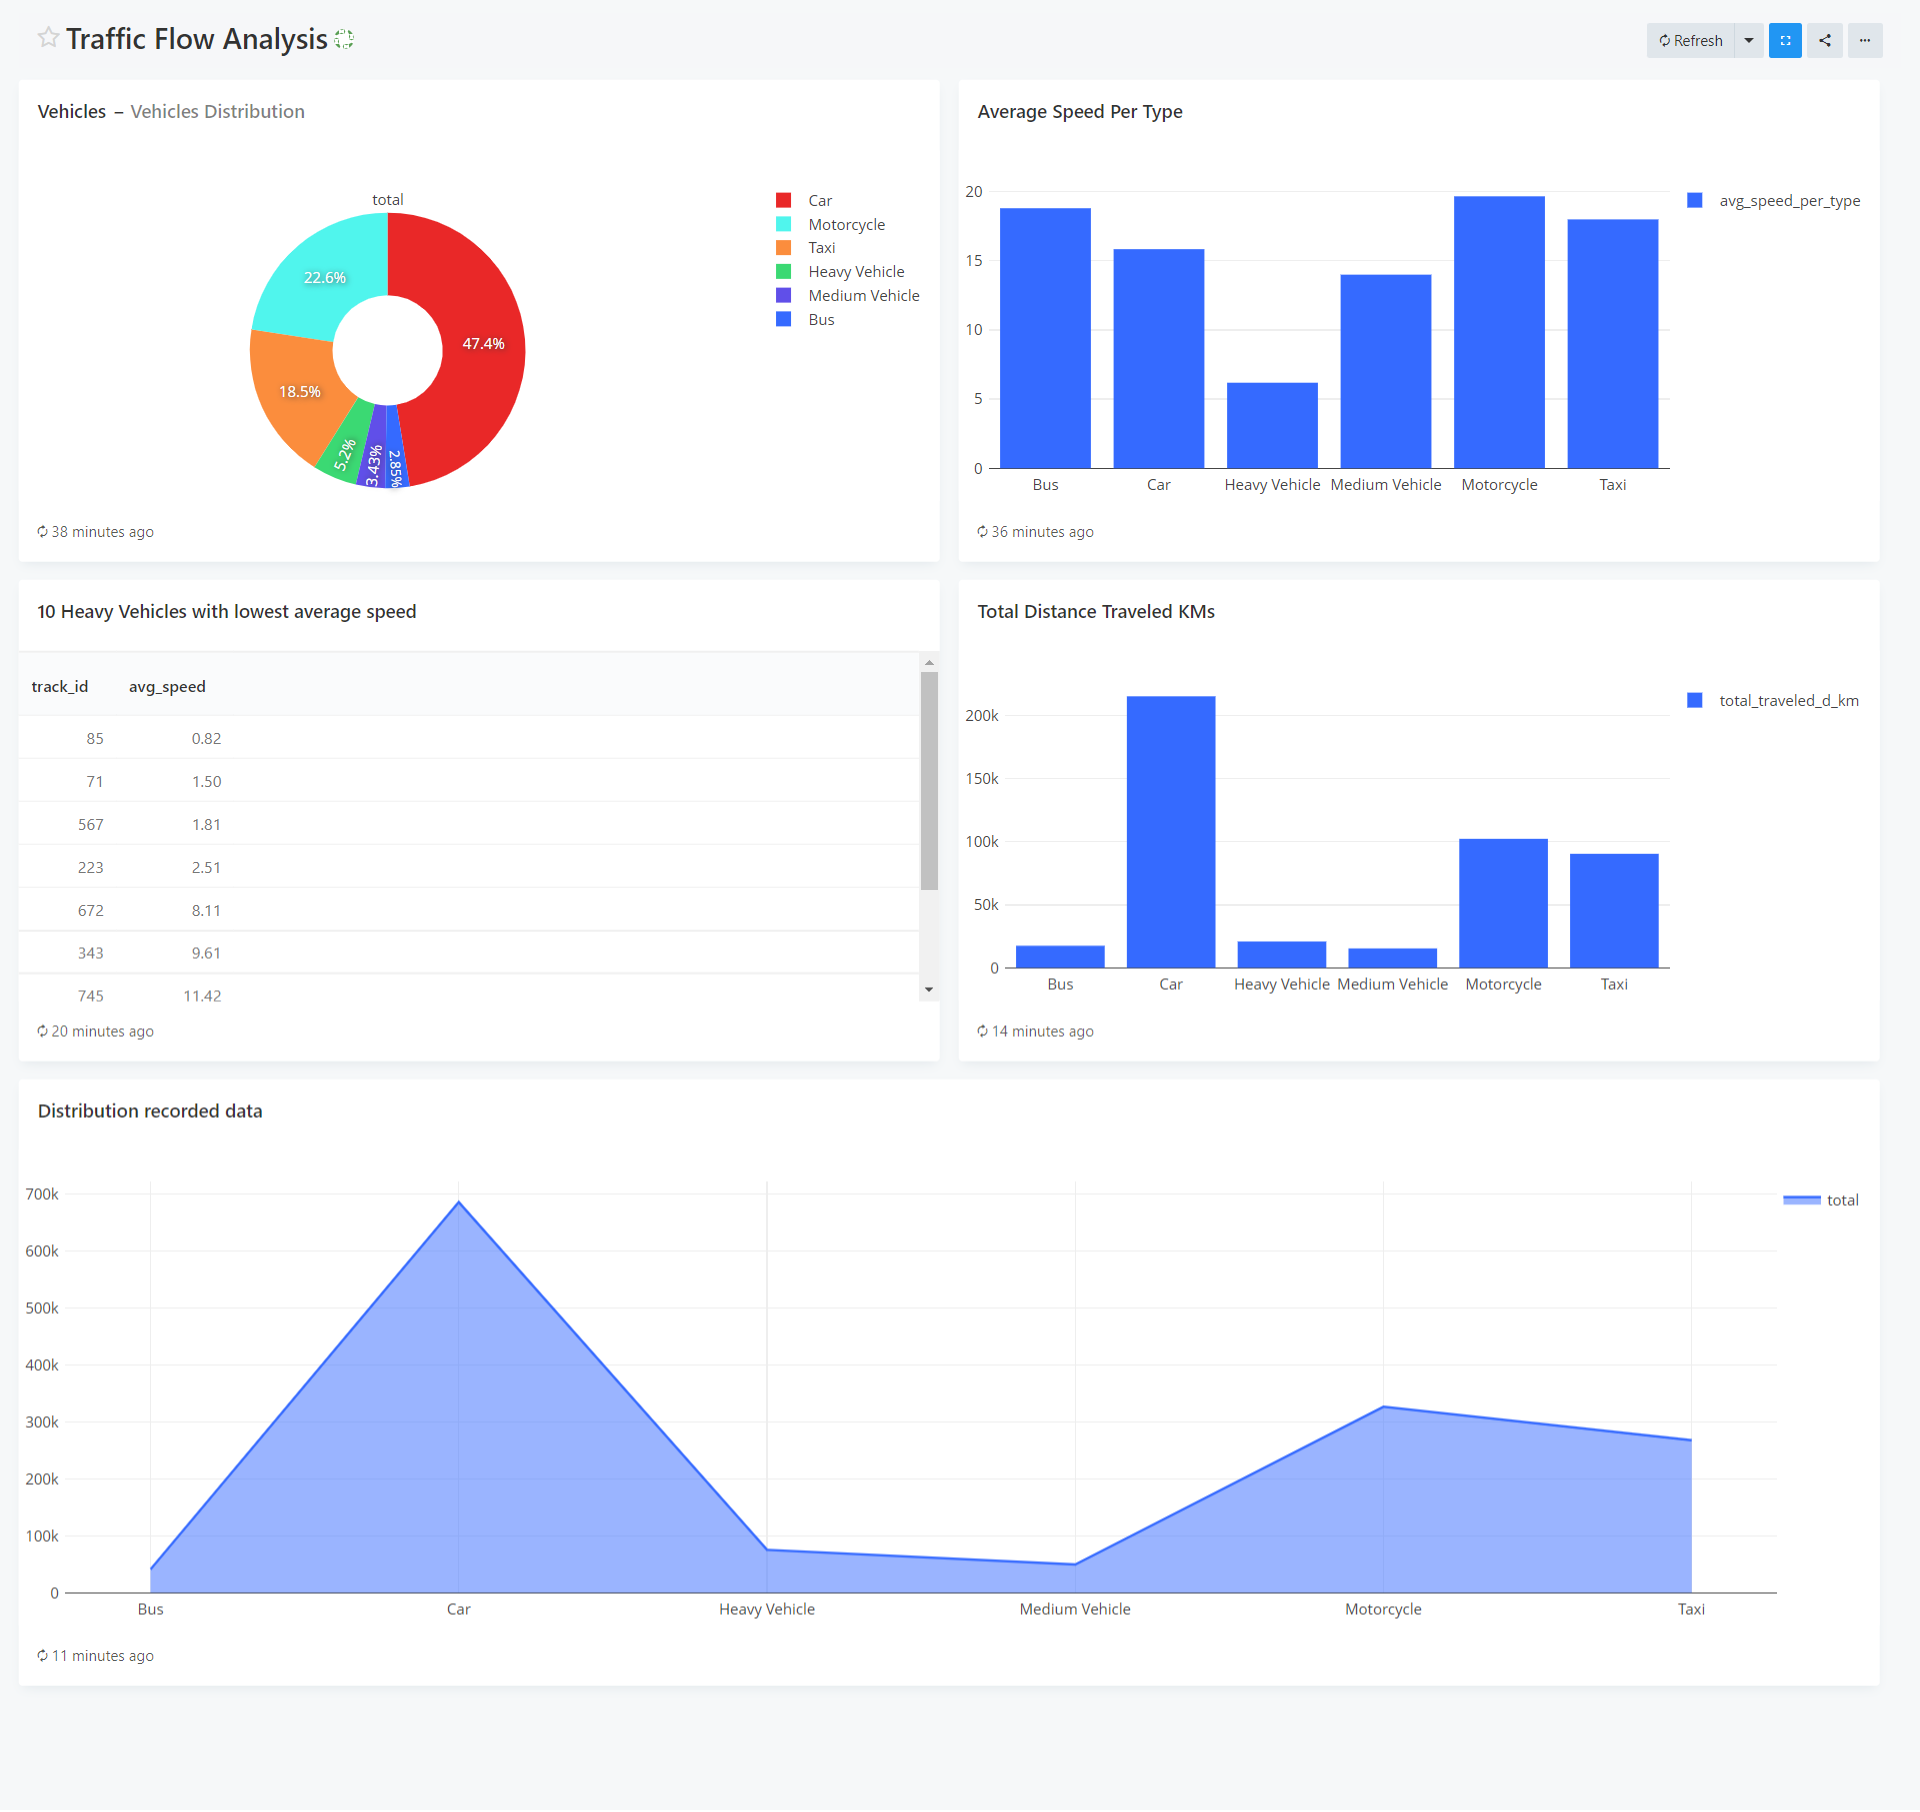 Traffic Flow Analysis
Refresh
Vehicles – Vehicles Distribution
total
47.4%
22.6%
18.5%
5.2%
3.43%
2.85%
Car
Motorcycle
Taxi
Heavy Vehicle
Medium Vehicle
Bus
38 minutes ago
Average Speed Per Type
20
15
10
5
0
Bus Car Heavy Vehicle Medium Vehicle Motorcycle Taxi
avg_speed_per_type
36 minutes ago
10 Heavy Vehicles with lowest average speed
track_id avg_speed
85 0.82
71 1.50
567 1.81
223 2.51
672 8.11
343 9.61
745 11.42
20 minutes ago
Total Distance Traveled KMs
200k
150k
100k
50k
0
Bus Car Heavy Vehicle Medium Vehicle Motorcycle Taxi
total_traveled_d_km
14 minutes ago
Distribution recorded data
700k
600k
500k
400k
300k
200k
100k
0
Bus Car Heavy Vehicle Medium Vehicle Motorcycle Taxi
total
11 minutes ago